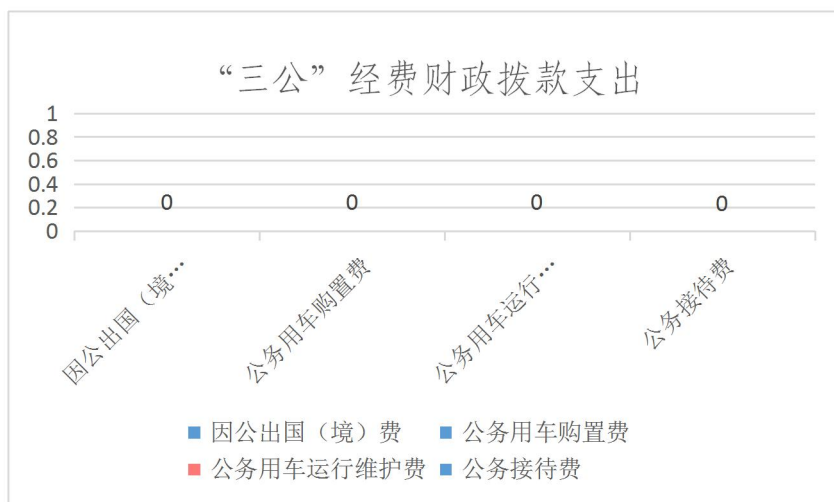 “三公”经费财政拨款支出
1
0.8
0.6
0.4
0.2
0
0 0 0 0
因公出国（境…
公务用车购置费
公务用车运行…
公务接待费
因公出国（境）费 公务用车购置费
公务用车运行维护费 公务接待费